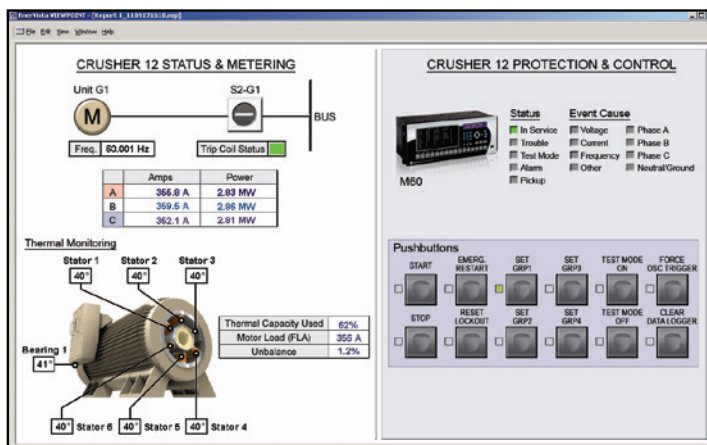 EnerVista VIEWPOINT - [Report 1_1109171516.rep]
File Edit View Window Help
CRUSHER 12 STATUS & METERING
Unit G1
S2-G1
M
BUS
Freq. 60.001 Hz
Trip Coil Status
Amps Power
A 355.8 A 2.83 MW
B 359.5 A 2.86 MW
C 352.1 A 2.81 MW
Thermal Monitoring
Stator 1
Stator 2
Stator 3
40°
40°
40°
Bearing 1
41°
Thermal Capacity Used 62%
Motor Load (FLA) 356 A
Unbalance 1.2%
40° Stator 6
40° Stator 5
40° Stator 4
CRUSHER 12 PROTECTION & CONTROL
M60
Status
In Service
Trouble
Test Mode
Alarm
Pickup
Event Cause
Voltage
Current
Frequency
Other
Phase A
Phase B
Phase C
Neutral/Ground
Pushbuttons
START
EMERG. RESTART
SET GRP1
SET GRP3
TEST MODE ON
FORCE OSC TRIGGER
STOP
RESET LOCKOUT
SET GRP2
SET GRP4
TEST MODE OFF
CLEAR DATA LOGGER